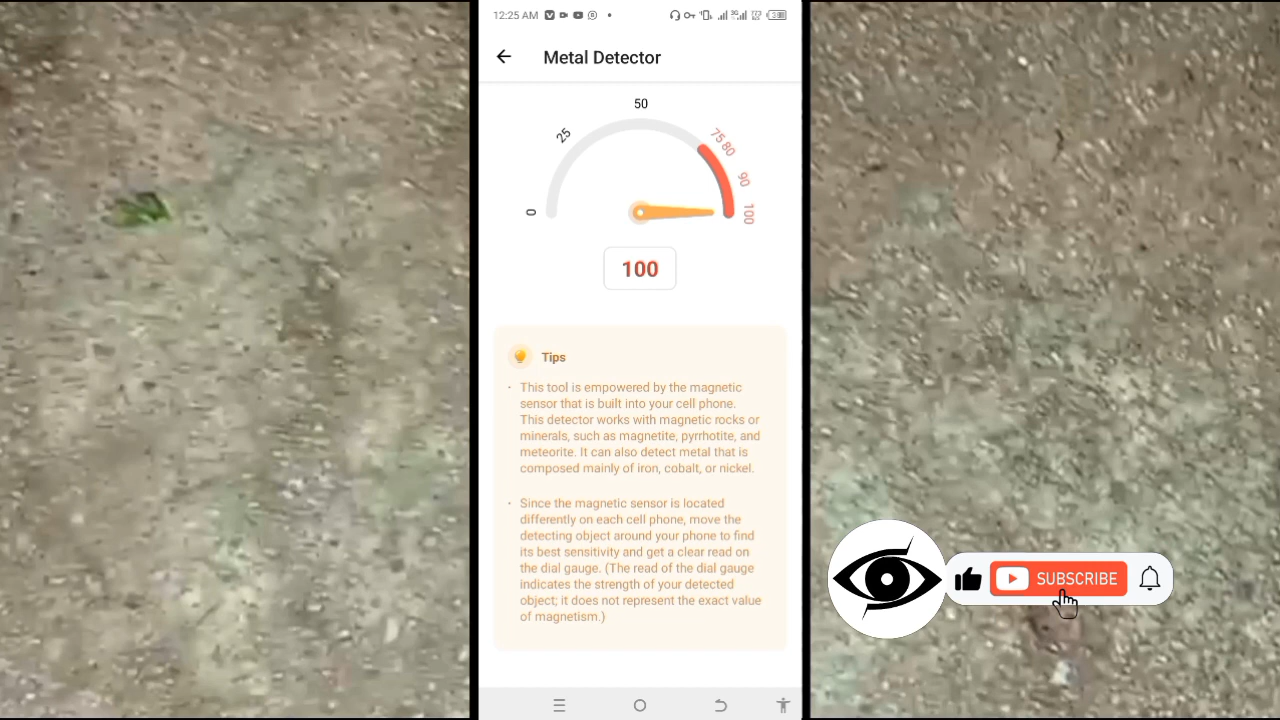 12:25 AM
Metal Detector
0
25
50
75
80
90
100
100
Tips
· This tool is empowered by the magnetic
sensor that is built into your cell phone.
This detector works with magnetic rocks or
minerals, such as magnetite, pyrrhotite, and
meteorite. It can also detect metal that is
composed mainly of iron, cobalt, or nickel.
· Since the magnetic sensor is located
differently on each cell phone, move the
detecting object around your phone to find
its best sensitivity and get a clear read on
the dial gauge. (The read of the dial gauge
indicates the strength of your detected
object; it does not represent the exact value
of magnetism.)
SUBSCRIBE